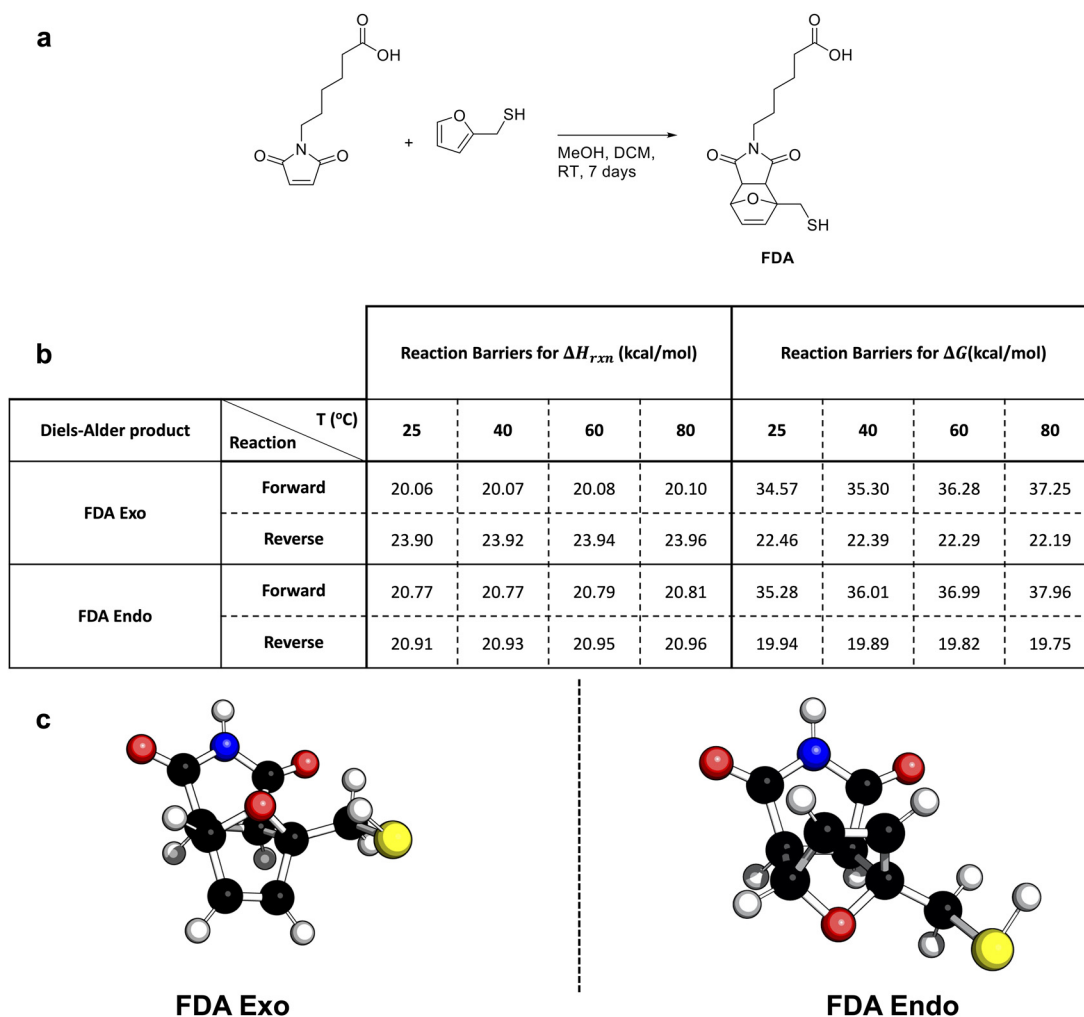 a
O
OH
N
O
O
+
O
SH
MeOH, DCM,
RT, 7 days
O
OH
N
O
O
O
SH
FDA
b
Reaction Barriers for ΔH_rxn (kcal/mol)
Reaction Barriers for ΔG(kcal/mol)
Diels-Alder product
T (°C)
Reaction
25 40 60 80 25 40 60 80
FDA Exo
Forward 20.06 20.07 20.08 20.10 34.57 35.30 36.28 37.25
Reverse 23.90 23.92 23.94 23.96 22.46 22.39 22.29 22.19
FDA Endo
Forward 20.77 20.77 20.79 20.81 35.28 36.01 36.99 37.96
Reverse 20.91 20.93 20.95 20.96 19.94 19.89 19.82 19.75
c
FDA Exo
FDA Endo